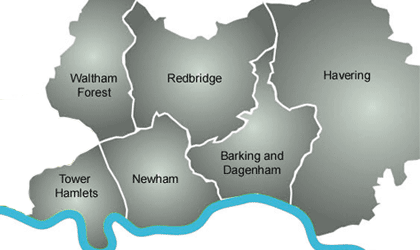 Waltham
Forest
Redbridge
Havering
Tower
Hamlets
Newham
Barking and
Dagenham